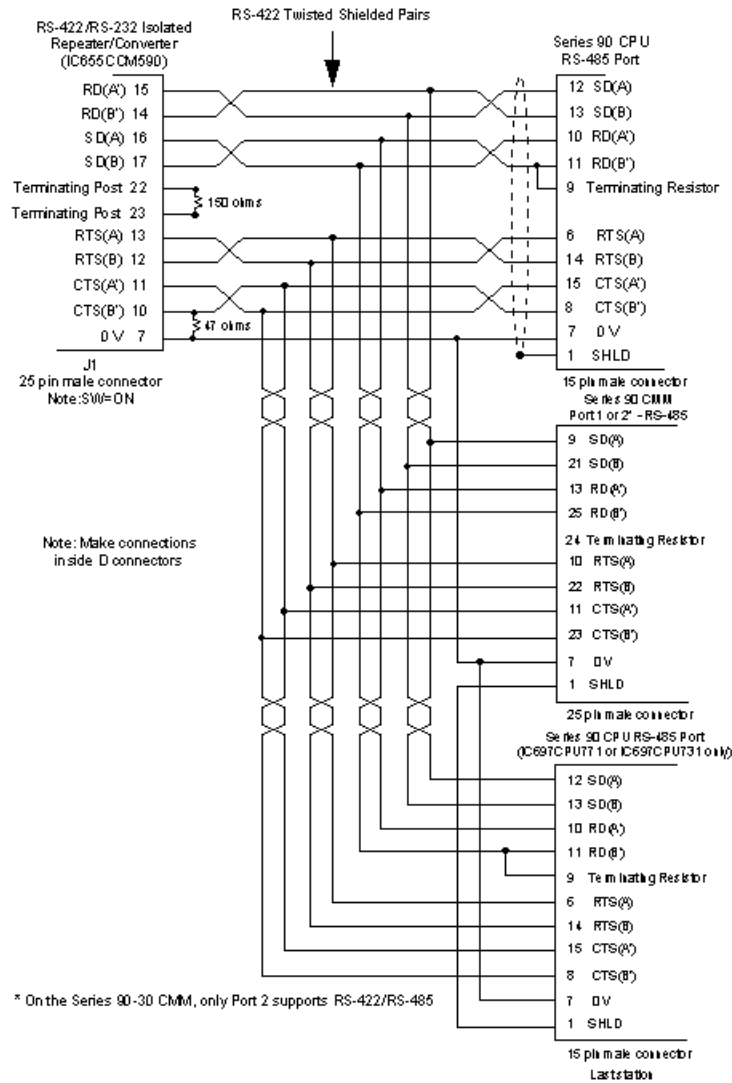 RS-422 Twisted Shielded Pairs
RS-422/RS-232 Isolated
Repeater/Converter
(IC655CCM590)
RD(A') 15
RD(B') 14
SD(A) 16
SD(B) 17
Terminating Post 22
150 ohms
Terminating Post 23
RTS(A) 13
RTS(B) 12
CTS(A') 11
CTS(B') 10
47 ohms
0V 7
J1
25 pin male connector
Note:SW=ON
Series 90 CPU
RS-485 Port
12 SD(A)
13 SD(B)
10 RD(A')
11 RD(B')
9 Terminating Resistor
6 RTS(A)
14 RTS(B)
15 CTS(A')
8 CTS(B')
7 0V
1 SHLD
15 pin male connector
Series 90 CMM
Port 1 or 2* - RS-485
9 SD(A)
21 SD(B)
13 RD(A')
25 RD(B')
24 Terminating Resistor
10 RTS(A)
22 RTS(B)
11 CTS(A')
23 CTS(B')
7 0V
1 SHLD
25 pin male connector
Note: Make connections
inside D connectors
Series 90 CPU RS-485 Port
(IC697CPU771 or IC697CPU731 only)
12 SD(A)
13 SD(B)
10 RD(A')
11 RD(B')
9 Terminating Resistor
6 RTS(A)
14 RTS(B)
15 CTS(A')
8 CTS(B')
7 0V
1 SHLD
15 pin male connector
Last station
* On the Series 90-30 CMM, only Port 2 supports RS-422/RS-485